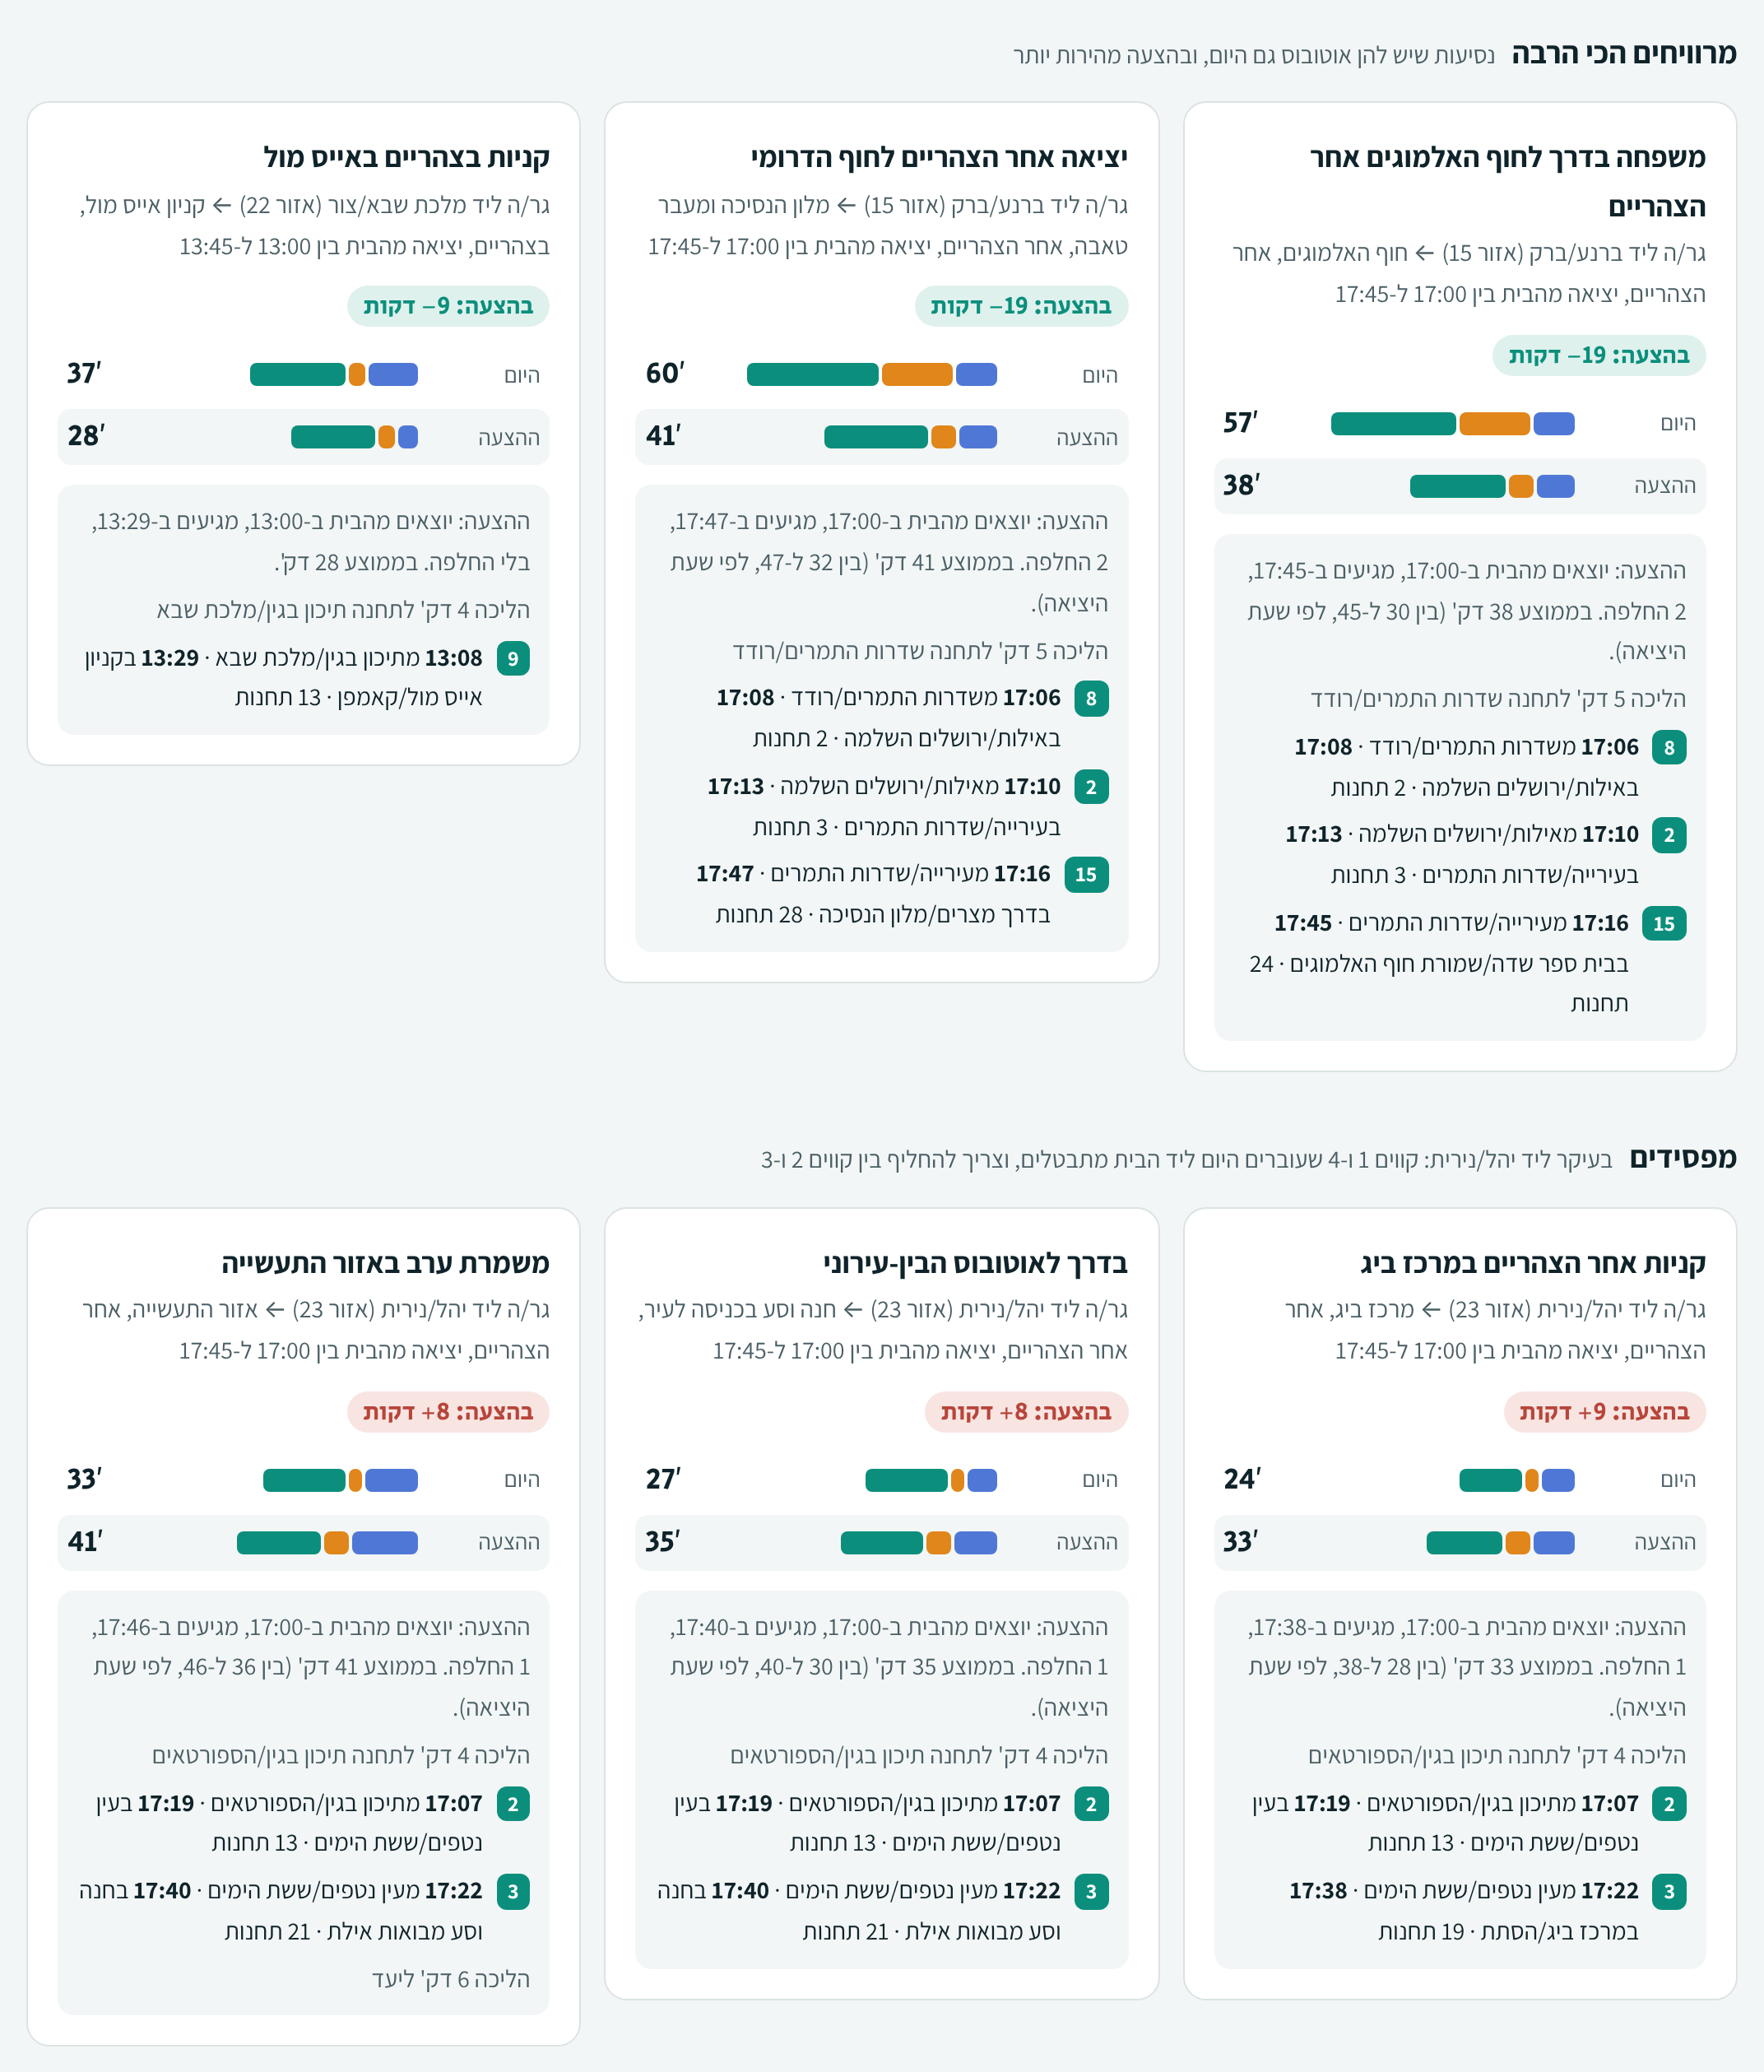 מרוויחים הכי הרבה נסיעות שיש להן אוטובוס גם היום, ובהצעה מהירות יותר
משפחה בדרך לחוף האלמוגים אחר
הצהריים
גר/ה ליד ברנע/ברק (אזור 15) ← חוף האלמוגים, אחר
הצהריים, יציאה מהבית בין 17:00 ל-17:45
בהצעה: 19– דקות
היום 57′
ההצעה 38′
ההצעה: יוצאים מהבית ב-17:00, מגיעים ב-17:45,
2 החלפה. בממוצע 38 דק' (בין 30 ל-45, לפי שעת
היציאה).
הליכה 5 דק' לתחנה שדרות התמרים/רודד
8 17:06 משדרות התמרים/רודד · 17:08
באילות/ירושלים השלמה · 2 תחנות
2 17:10 מאילות/ירושלים השלמה · 17:13
בעירייה/שדרות התמרים · 3 תחנות
15 17:16 מעירייה/שדרות התמרים · 17:45
בבית ספר שדה/שמורת חוף האלמוגים · 24
תחנות
יציאה אחר הצהריים לחוף הדרומי
גר/ה ליד ברנע/ברק (אזור 15) ← מלון הנסיכה ומעבר
טאבה, אחר הצהריים, יציאה מהבית בין 17:00 ל-17:45
בהצעה: 19– דקות
היום 60′
ההצעה 41′
ההצעה: יוצאים מהבית ב-17:00, מגיעים ב-17:47,
2 החלפה. בממוצע 41 דק' (בין 32 ל-47, לפי שעת
היציאה).
הליכה 5 דק' לתחנה שדרות התמרים/רודד
8 17:06 משדרות התמרים/רודד · 17:08
באילות/ירושלים השלמה · 2 תחנות
2 17:10 מאילות/ירושלים השלמה · 17:13
בעירייה/שדרות התמרים · 3 תחנות
15 17:16 מעירייה/שדרות התמרים · 17:47
בדרך מצרים/מלון הנסיכה · 28 תחנות
קניות בצהריים באייס מול
גר/ה ליד מלכת שבא/צור (אזור 22) ← קניון אייס מול,
בצהריים, יציאה מהבית בין 13:00 ל-13:45
בהצעה: 9– דקות
היום 37′
ההצעה 28′
ההצעה: יוצאים מהבית ב-13:00, מגיעים ב-13:29,
בלי החלפה. בממוצע 28 דק'.
הליכה 4 דק' לתחנה תיכון בגין/מלכת שבא
9 13:08 מתיכון בגין/מלכת שבא · 13:29 בקניון
אייס מול/קאמפן · 13 תחנות
מפסידים בעיקר ליד יהל/נירית: קווים 1 ו-4 שעוברים היום ליד הבית מתבטלים, וצריך להחליף בין קווים 2 ו-3
קניות אחר הצהריים במרכז ביג
גר/ה ליד יהל/נירית (אזור 23) ← מרכז ביג, אחר
הצהריים, יציאה מהבית בין 17:00 ל-17:45
בהצעה: 9+ דקות
היום 24′
ההצעה 33′
ההצעה: יוצאים מהבית ב-17:00, מגיעים ב-17:38,
1 החלפה. בממוצע 33 דק' (בין 28 ל-38, לפי שעת
היציאה).
הליכה 4 דק' לתחנה תיכון בגין/הספורטאים
2 17:07 מתיכון בגין/הספורטאים · 17:19 בעין
נטפים/ששת הימים · 13 תחנות
3 17:22 מעין נטפים/ששת הימים · 17:38
במרכז ביג/הסתת · 19 תחנות
בדרך לאוטובוס הבין-עירוני
גר/ה ליד יהל/נירית (אזור 23) ← חנה וסע בכניסה לעיר,
אחר הצהריים, יציאה מהבית בין 17:00 ל-17:45
בהצעה: 8+ דקות
היום 27′
ההצעה 35′
ההצעה: יוצאים מהבית ב-17:00, מגיעים ב-17:40,
1 החלפה. בממוצע 35 דק' (בין 30 ל-40, לפי שעת
היציאה).
הליכה 4 דק' לתחנה תיכון בגין/הספורטאים
2 17:07 מתיכון בגין/הספורטאים · 17:19 בעין
נטפים/ששת הימים · 13 תחנות
3 17:22 מעין נטפים/ששת הימים · 17:40 בחנה
וסע מבואות אילת · 21 תחנות
משמרת ערב באזור התעשייה
גר/ה ליד יהל/נירית (אזור 23) ← אזור התעשייה, אחר
הצהריים, יציאה מהבית בין 17:00 ל-17:45
בהצעה: 8+ דקות
היום 33′
ההצעה 41′
ההצעה: יוצאים מהבית ב-17:00, מגיעים ב-17:46,
1 החלפה. בממוצע 41 דק' (בין 36 ל-46, לפי שעת
היציאה).
הליכה 4 דק' לתחנה תיכון בגין/הספורטאים
2 17:07 מתיכון בגין/הספורטאים · 17:19 בעין
נטפים/ששת הימים · 13 תחנות
3 17:22 מעין נטפים/ששת הימים · 17:40 בחנה
וסע מבואות אילת · 21 תחנות
הליכה 6 דק' ליעד